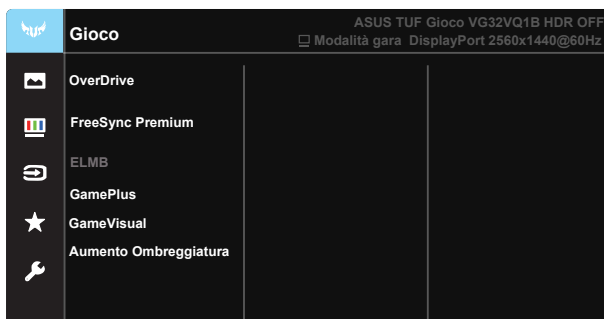 Gioco
ASUS TUF Gioco VG32VQ1B HDR OFF
Modalità gara DisplayPort 2560x1440@60Hz
OverDrive
FreeSync Premium
ELMB
GamePlus
GameVisual
Aumento Ombreggiatura